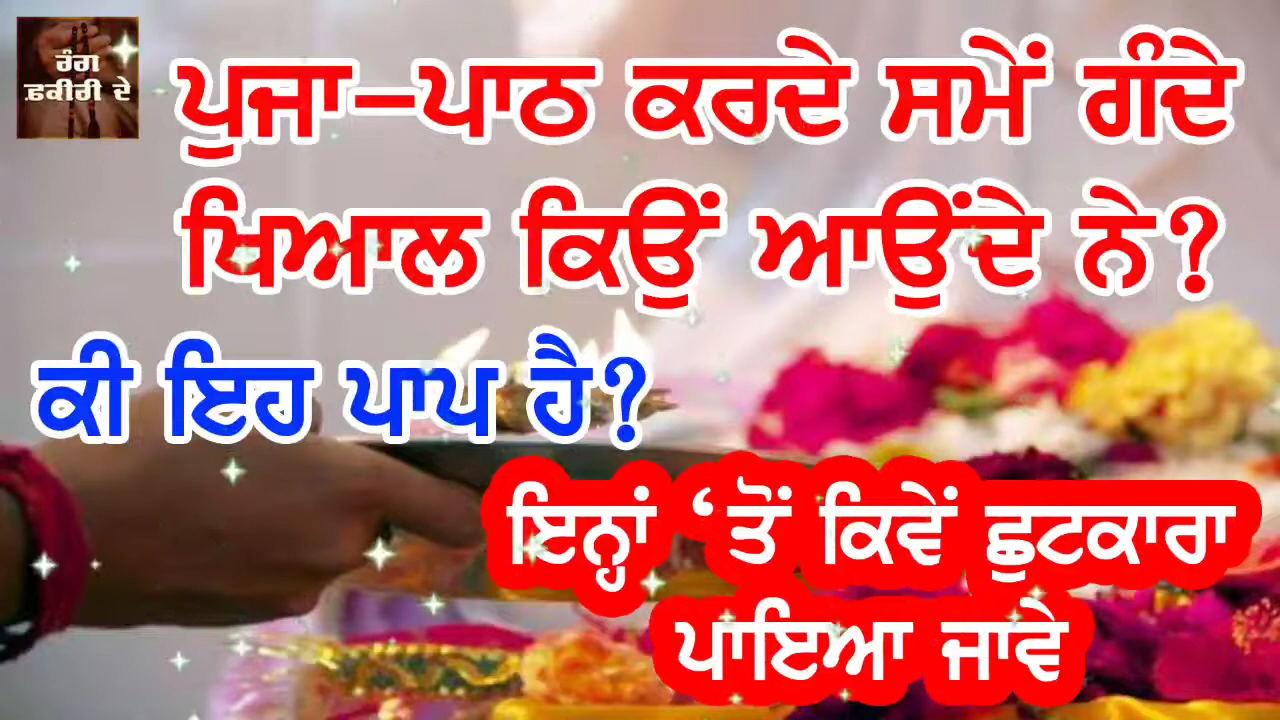 ਰੰਗ
ਫ਼ਕੀਰੀ ਦੇ
ਪੁਜਾ-ਪਾਠ ਕਰਦੇ ਸਮੇਂ ਗੰਦੇ
ਖਿਆਲ ਕਿਉਂ ਆਉਂਦੇ ਨੇ?
ਕੀ ਇਹ ਪਾਪ ਹੈ?
ਇਨ੍ਹਾਂ ‘ਤੋਂ ਕਿਵੇਂ ਛੁਟਕਾਰਾ
ਪਾਇਆ ਜਾਵੇ